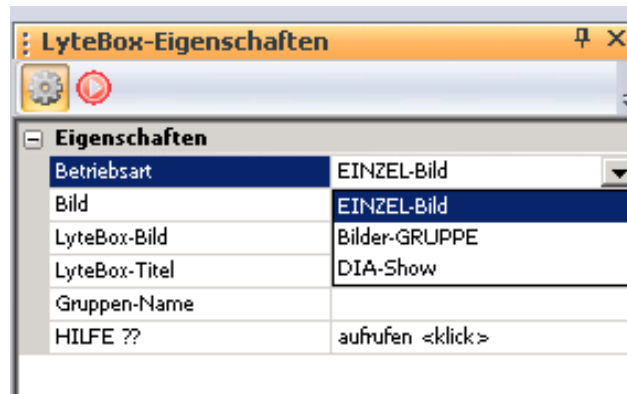 LyteBox-Eigenschaften
Eigenschaften
Betriebsart EINZEL-Bild
Bild EINZEL-Bild
LyteBox-Bild Bilder-GRUPPE
LyteBox-Titel DIA-Show
Gruppen-Name
HILFE ?? aufrufen <klick>